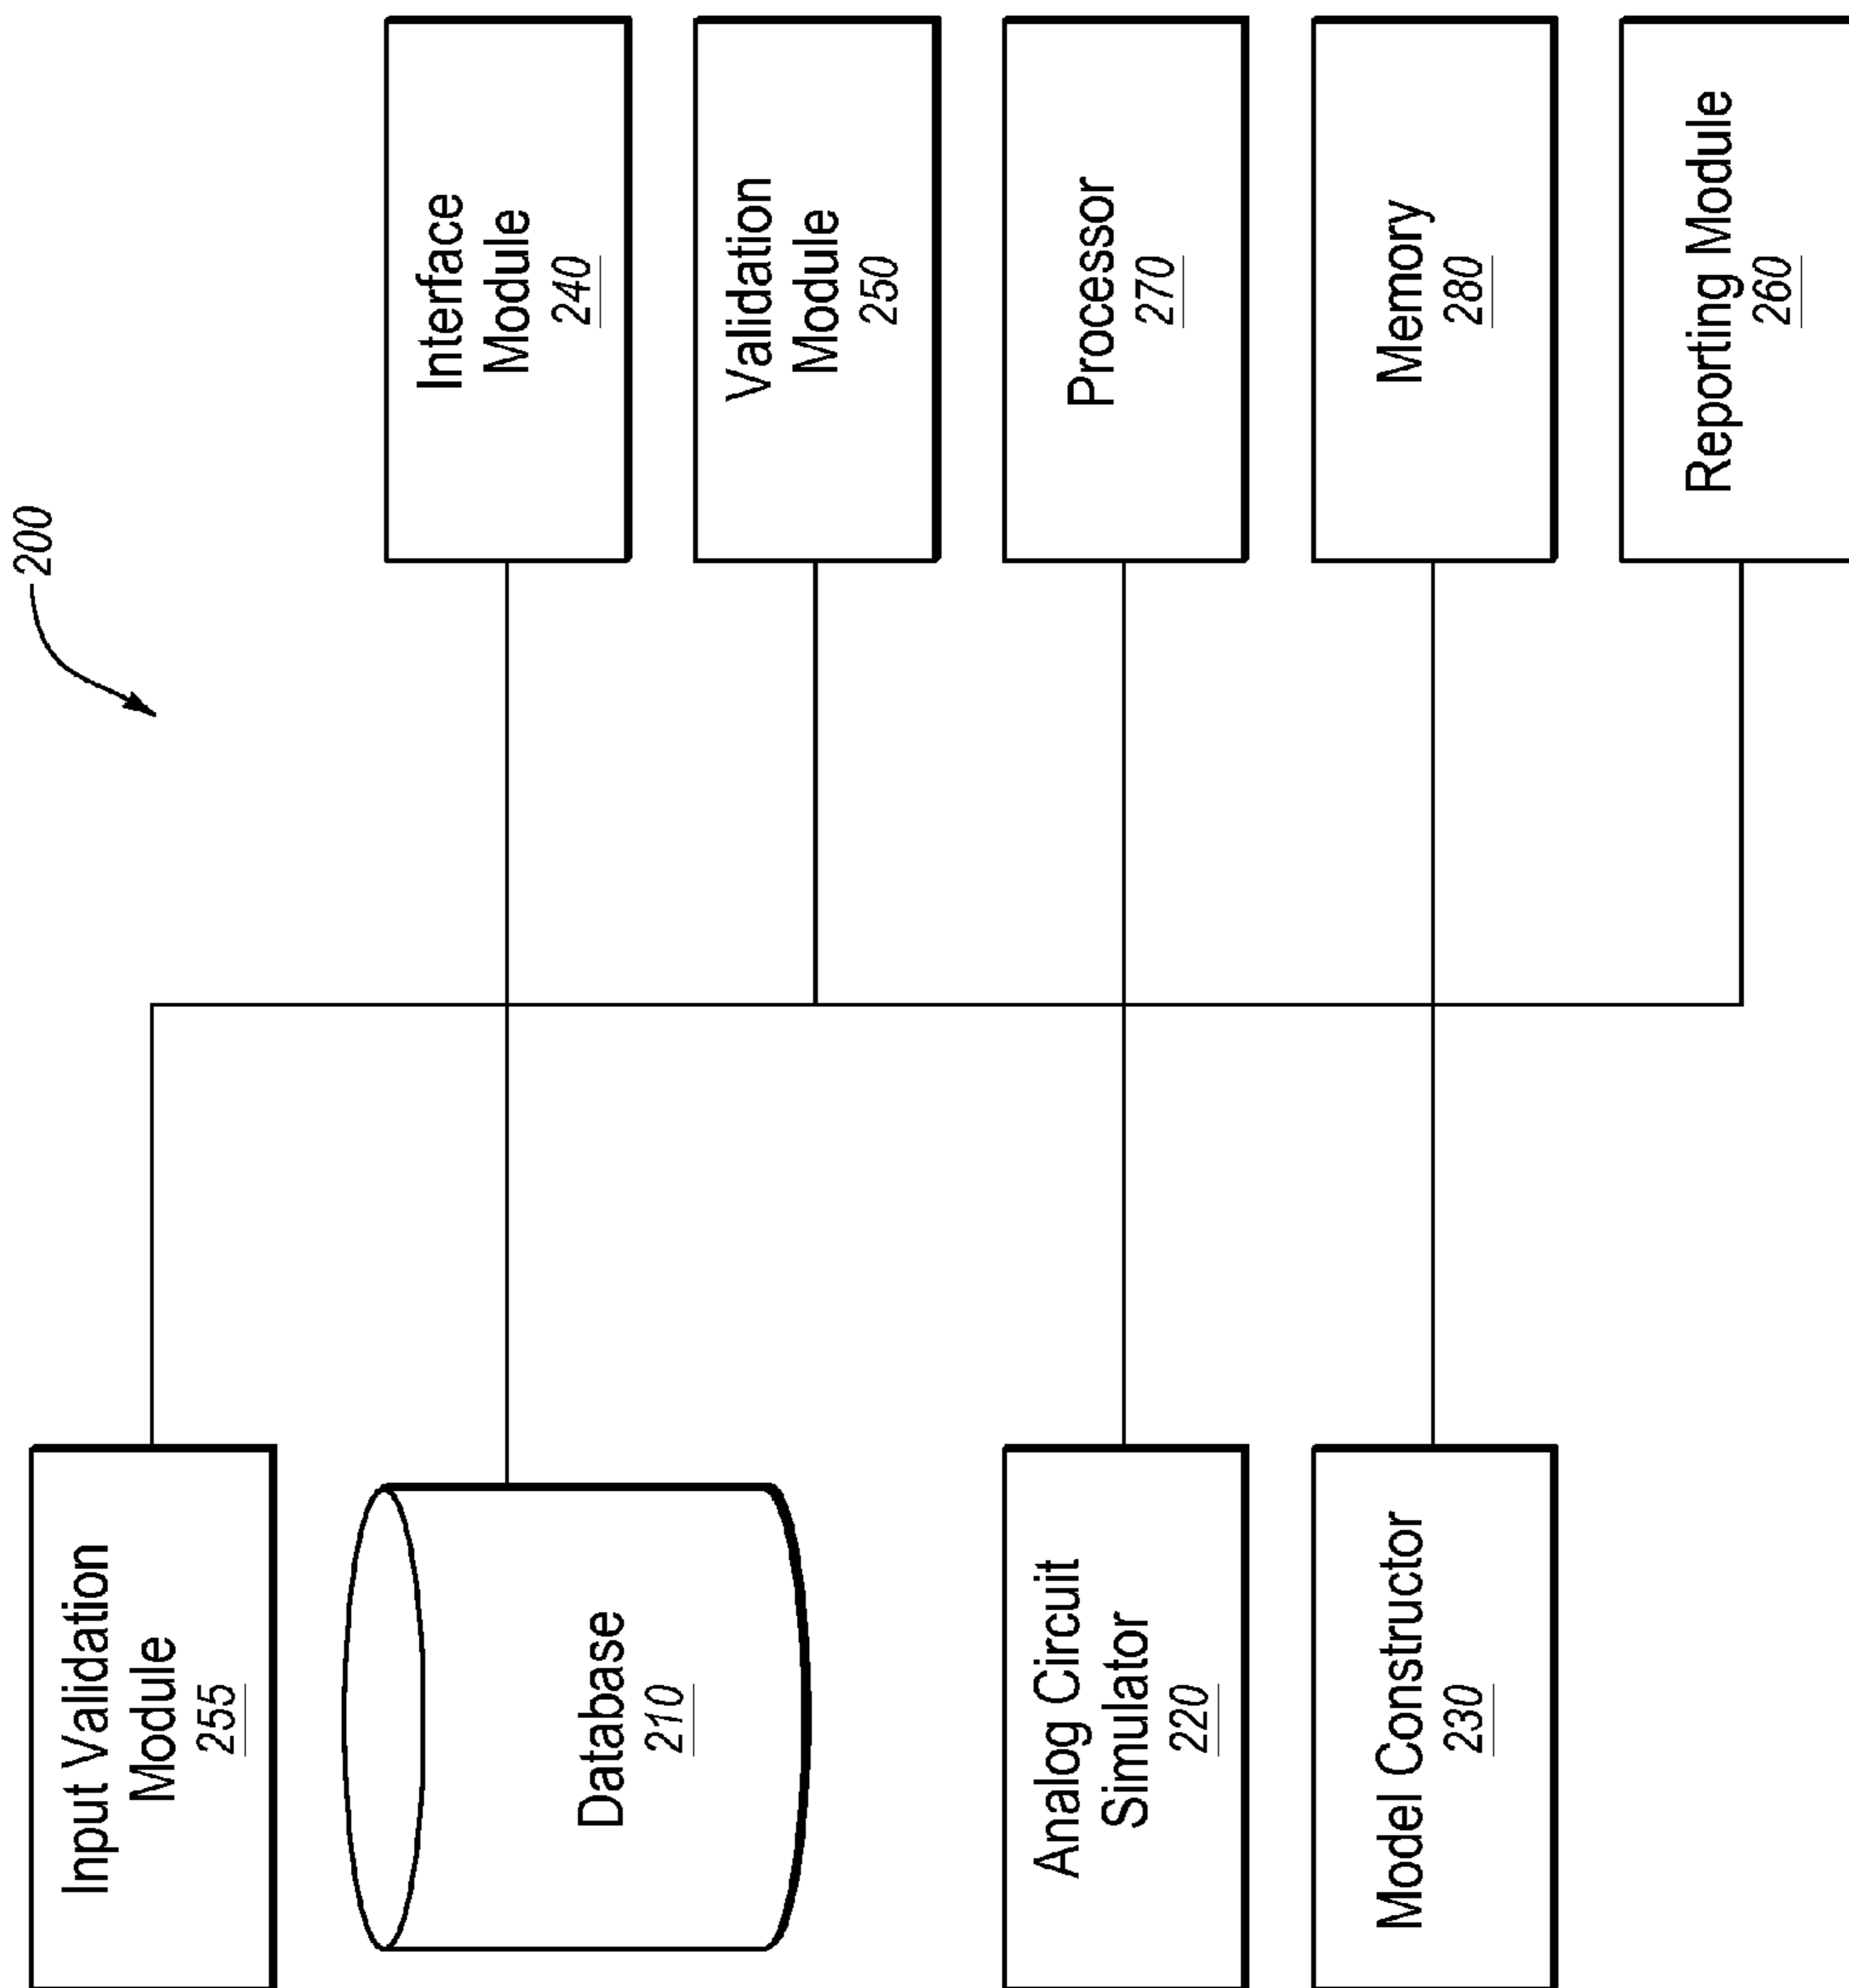 200
Input Validation
Module
255
Database
210
Analog Circuit
Simulator
220
Model Constructor
230
Interface
Module
240
Validation
Module
250
Processor
270
Memory
280
Reporting Module
260